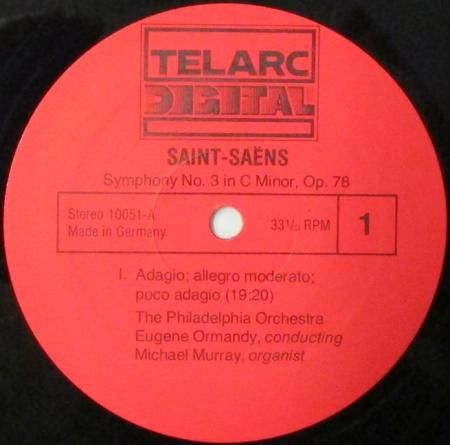 TELARC
DIGITAL
SAINT-SAËNS
Symphony No. 3 in C Minor, Op. 78
Stereo 10051-A
Made in Germany
33⅓ RPM
1
I. Adagio; allegro moderato;
poco adagio (19:20)
The Philadelphia Orchestra
Eugene Ormandy, conducting
Michael Murray, organist